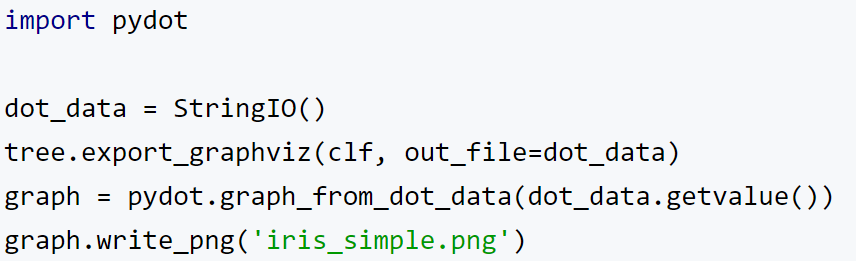 import pydot
dot_data = StringIO()
tree.export_graphviz(clf, out_file=dot_data)
graph = pydot.graph_from_dot_data(dot_data.getvalue())
graph.write_png('iris_simple.png')